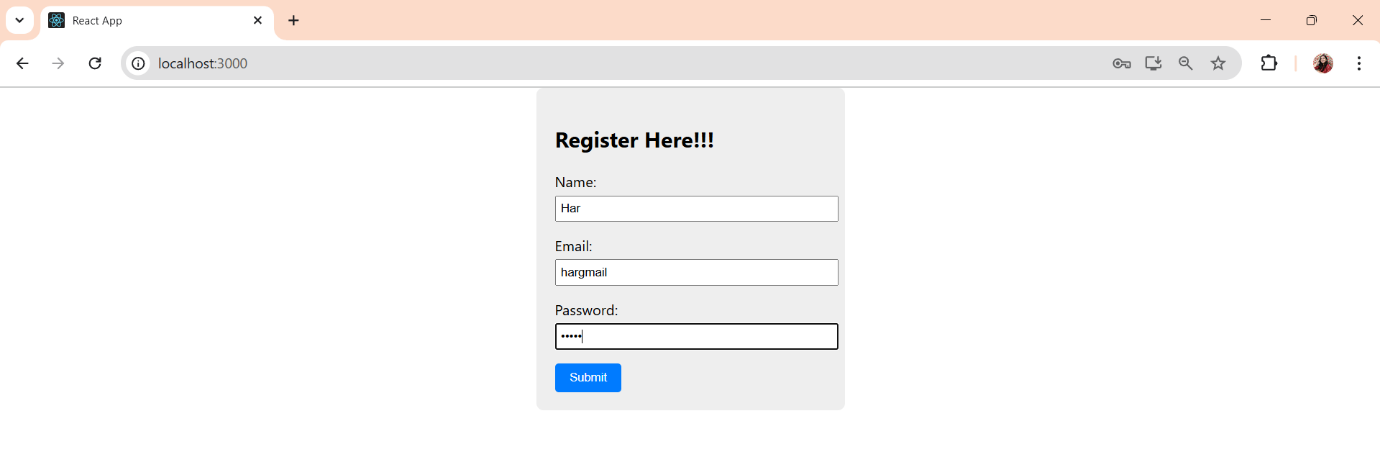 React App
localhost:3000
Register Here!!!
Name:
Har
Email:
hargmail
Password:
•••••
Submit